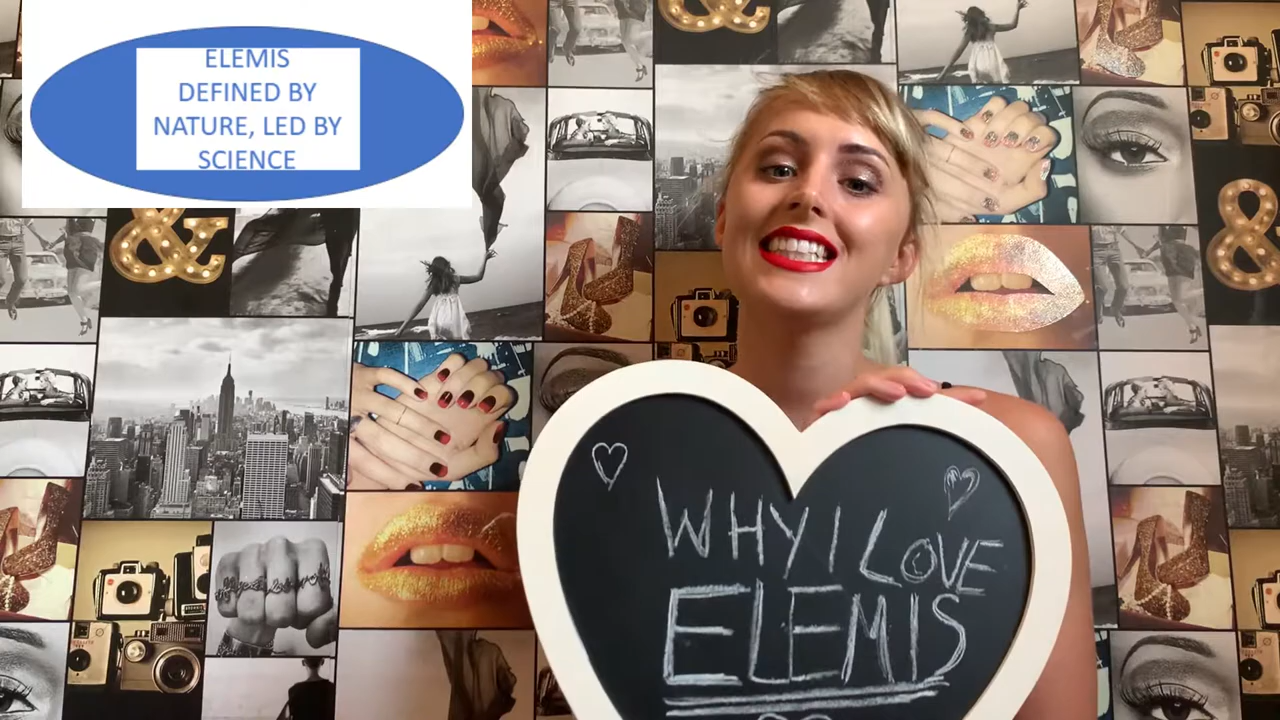 ELEMIS
DEFINED BY
NATURE, LED BY
SCIENCE
WHY I LOVE
ELEMIS